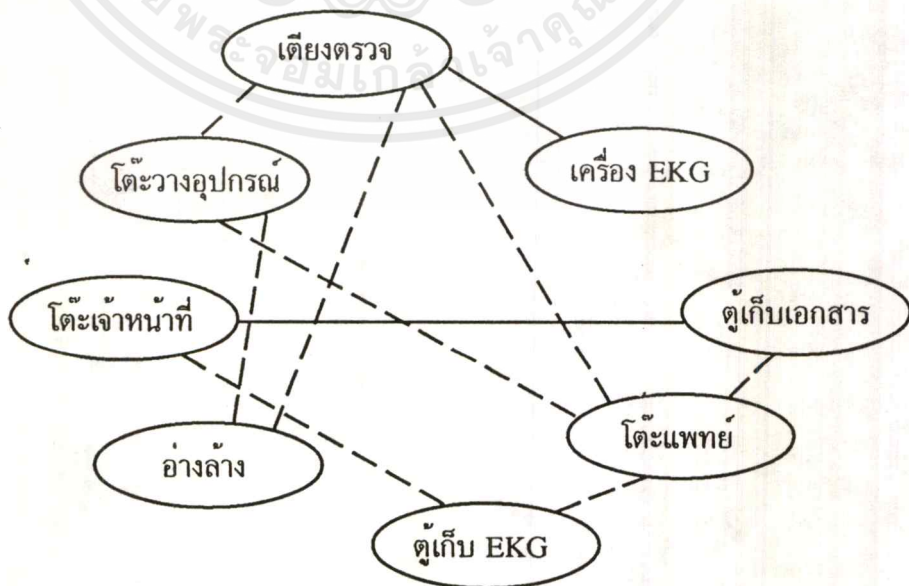 เตียงตรวจ
เครื่อง EKG
โต๊ะวางอุปกรณ์
โต๊ะเจ้าหน้าที่
ตู้เก็บเอกสาร
โต๊ะแพทย์
อ่างล้าง
ตู้เก็บ EKG